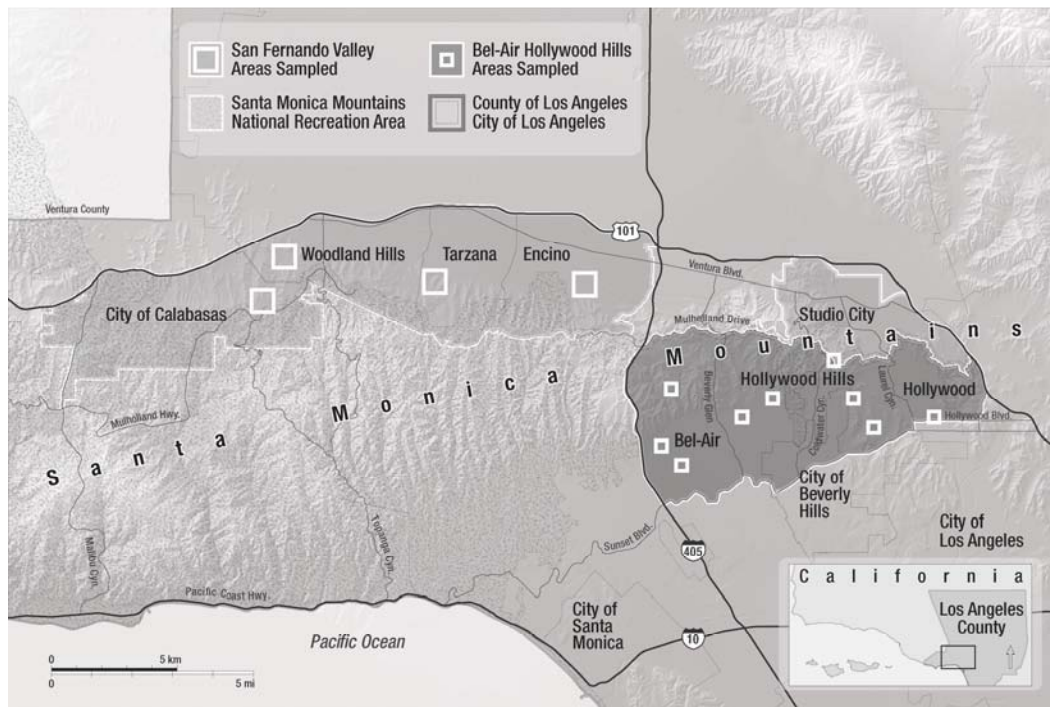 San Fernando Valley
Areas Sampled
Bel-Air Hollywood Hills
Areas Sampled
Santa Monica Mountains
National Recreation Area
County of Los Angeles
City of Los Angeles
Ventura County
101
Woodland Hills
Tarzana
Encino
Ventura Blvd.
City of Calabasas
Mulholland Drive
Studio City
Santa Monica Mountains
Beverly Glen
Hollywood Hills
Coldwater Cyn.
Laurel Cyn.
Hollywood
Hollywood Blvd.
Mulholland Hwy.
Bel-Air
City of
Beverly
Hills
City of
Los Angeles
Sunset Blvd.
405
Malibu Cyn.
Topanga Cyn.
Pacific Coast Hwy.
Pacific Ocean
City of
Santa
Monica
10
California
Los Angeles
County
0 5 km
0 5 mi